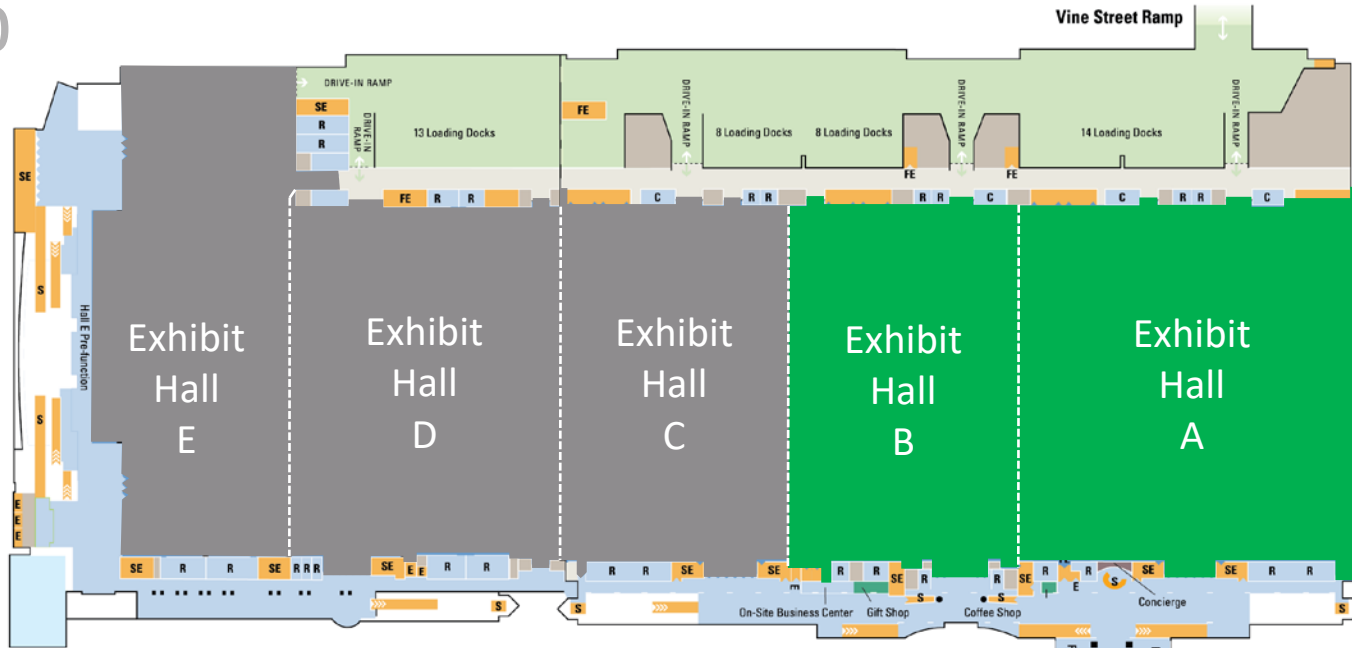 Vine Street Ramp
DRIVE-IN RAMP
SE
R
R
DRIVE-IN
RAMP
13 Loading Docks
FE
DRIVE-IN RAMP
8 Loading Docks
8 Loading Docks
FE
DRIVE-IN RAMP
FE
14 Loading Docks
DRIVE-IN RAMP
SE
FE
R
R
C
R
R
R
R
C
C
R
R
C
S
Hall E Pre-function
S
Exhibit
Hall
E
Exhibit
Hall
D
Exhibit
Hall
C
Exhibit
Hall
B
Exhibit
Hall
A
E
E
E
SE
R
R
SE
R
R
R
SE
E
E
R
R
R
R
SE
SE
E
R
R
SE
R
R
SE
R
R
E
S
SE
SE
R
R
On-Site Business Center
Gift Shop
S
Coffee Shop
S
I
Concierge
S
S
S